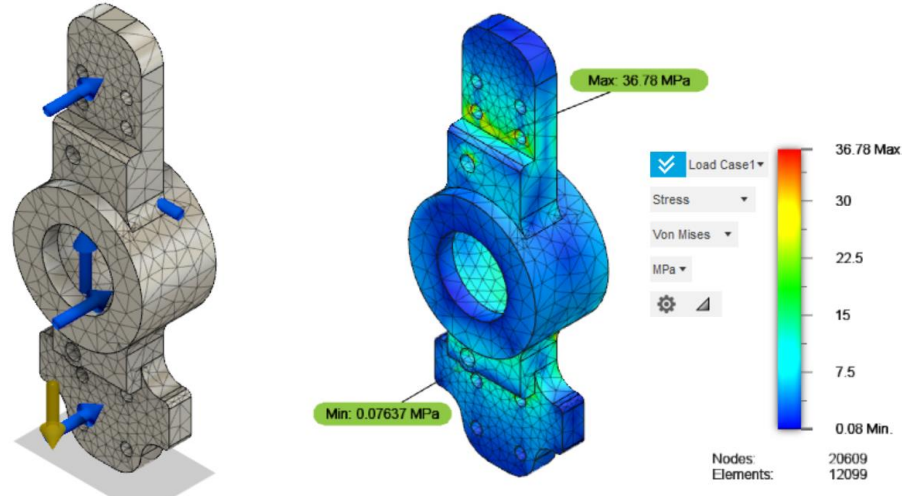 Max: 36.78 MPa
Min: 0.07637 MPa
Load Case1
Stress
Von Mises
MPa
36.78 Max
30
22.5
15
7.5
0.08 Min.
Nodes: 20609
Elements: 12099